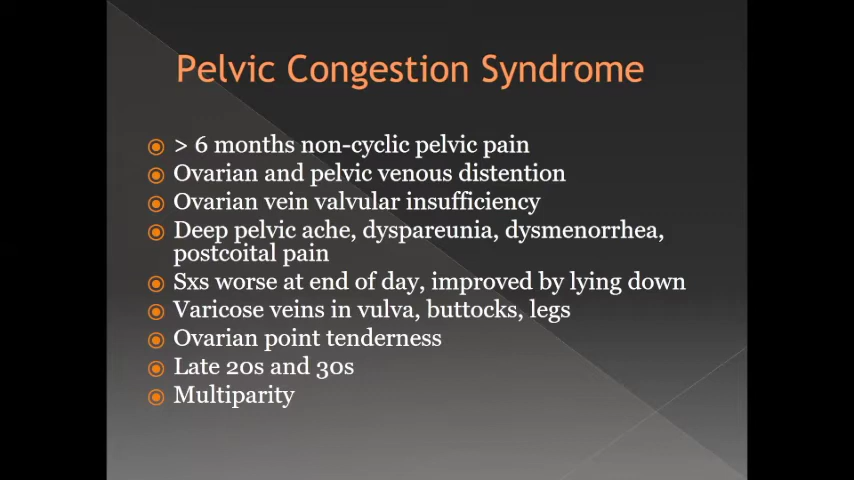 Pelvic Congestion Syndrome
> 6 months non-cyclic pelvic pain
Ovarian and pelvic venous distention
Ovarian vein valvular insufficiency
Deep pelvic ache, dyspareunia, dysmenorrhea,
postcoital pain
Sxs worse at end of day, improved by lying down
Varicose veins in vulva, buttocks, legs
Ovarian point tenderness
Late 20s and 30s
Multiparity